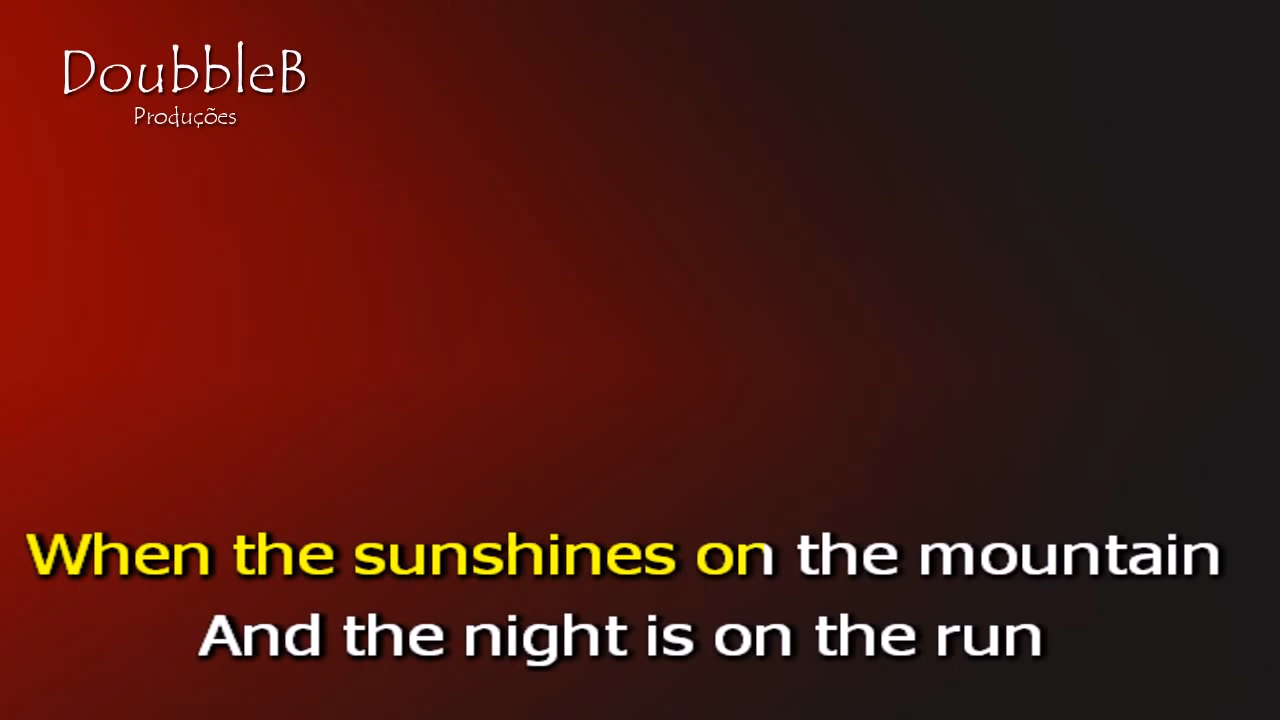 DoubbleB
Produções
When the sunshines on the mountain
And the night is on the run